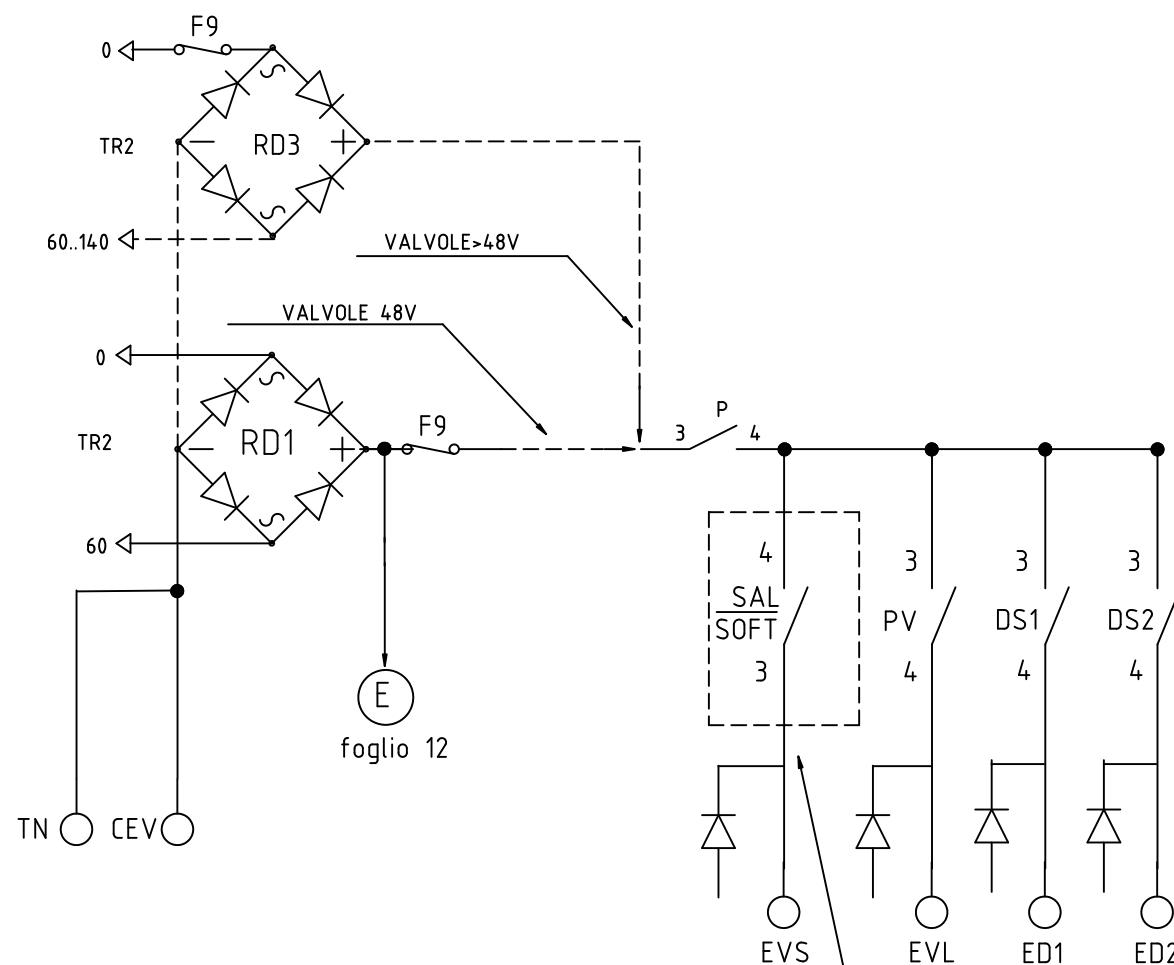 F9
0
TR2
RD3
60..140
VALVOLE>48V
VALVOLE 48V
0
TR2
RD1
F9
3
P
4
60
4
3
3
3
SAL
SOFT
PV
DS1
DS2
3
4
4
4
E
foglio 12
TN
CEV
EVS
EVL
ED1
ED2